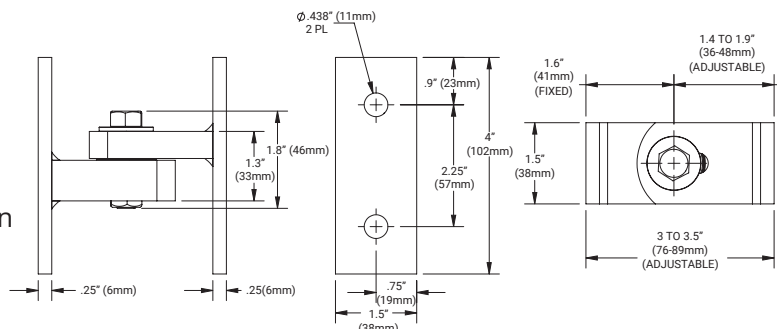 Ø.438" (11mm)
2 PL
.9" (23mm)
1.4 TO 1.9"
(36-48mm)
(ADJUSTABLE)
1.6"
(41mm)
(FIXED)
1.8" (46mm)
1.3"
(33mm)
4"
(102mm)
2.25"
(57mm)
1.5"
(38mm)
n
3 TO 3.5"
(76-89mm)
(ADJUSTABLE)
.25" (6mm)
.25(6mm)
.75"
(19mm)
1.5"
(38mm)